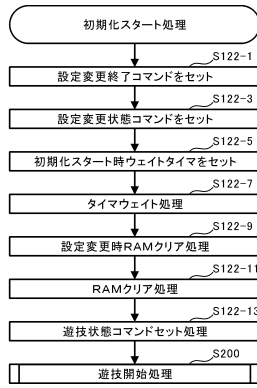 初期化スタート処理
S122-1
設定変更終了コマンドをセット
S122-3
設定変更状態コマンドをセット
S122-5
初期化スタート時ウェイトタイマをセット
S122-7
タイマウェイト処理
S122-9
設定変更時RAMクリア処理
S122-11
RAMクリア処理
S122-13
遊技状態コマンドセット処理
S200
遊技開始処理